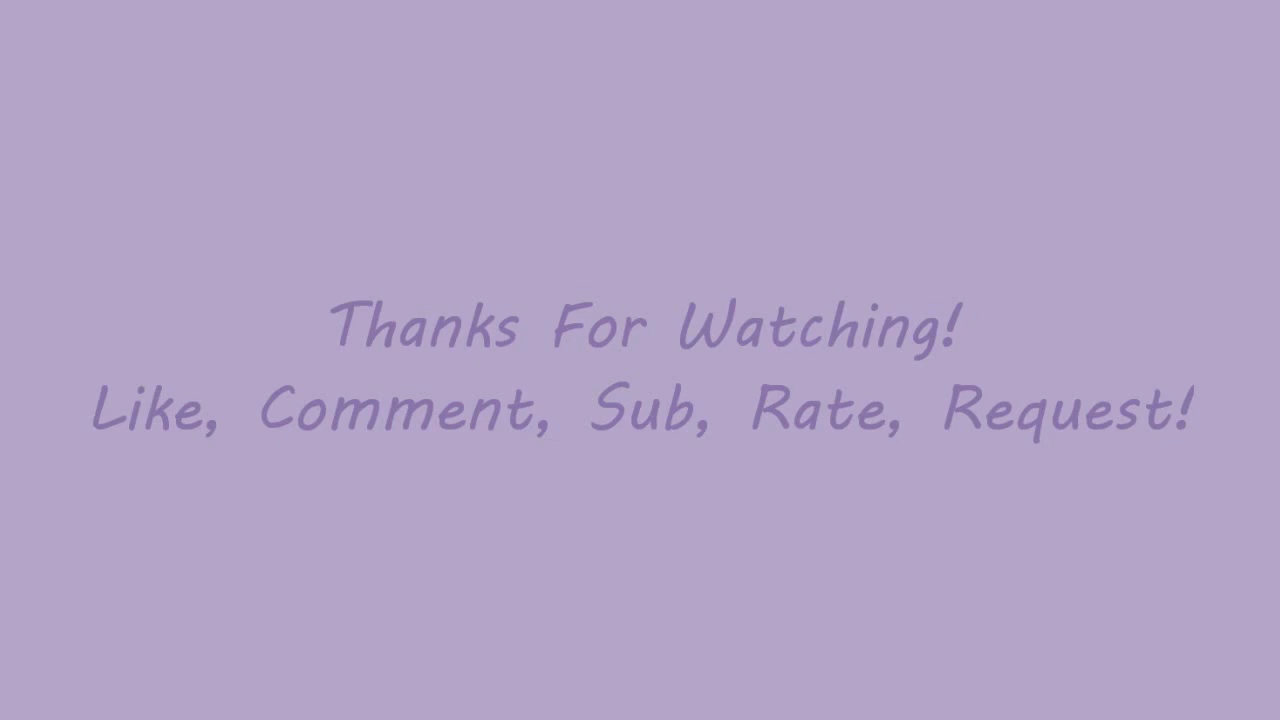 Thanks For Watching!
Like, Comment, Sub, Rate, Request!